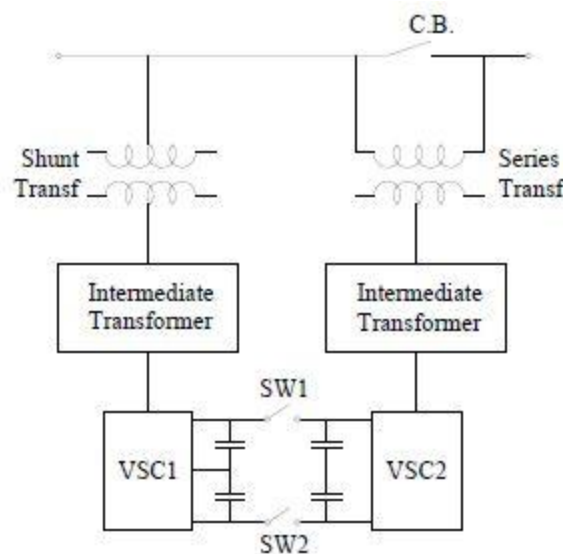 C.B.
Shunt
Transf
Series
Transf
Intermediate
Transformer
Intermediate
Transformer
SW1
VSC1
VSC2
SW2